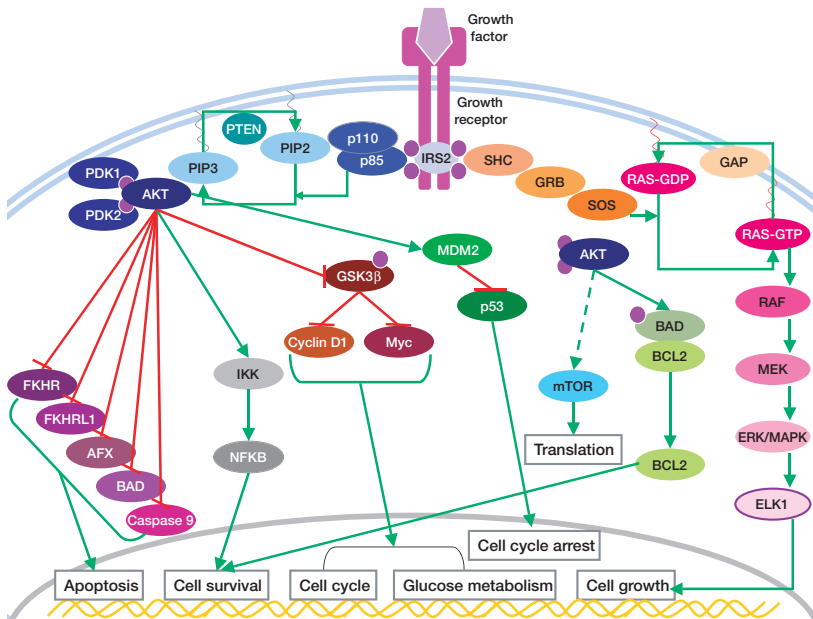 Growth
factor
Growth
receptor
PTEN
p110
PIP2
p85
IRS2
SHC
PIP3
GAP
PDK1
RAS-GDP
GRB
AKT
SOS
PDK2
RAS-GTP
MDM2
AKT
GSK3β
RAF
p53
BAD
Cyclin D1
Myc
BCL2
MEK
IKK
FKHR
mTOR
FKHRL1
ERK/MAPK
AFX
Translation
NFKB
BCL2
BAD
ELK1
Caspase 9
Cell cycle arrest
Apoptosis
Cell survival
Cell cycle
Glucose metabolism
Cell growth